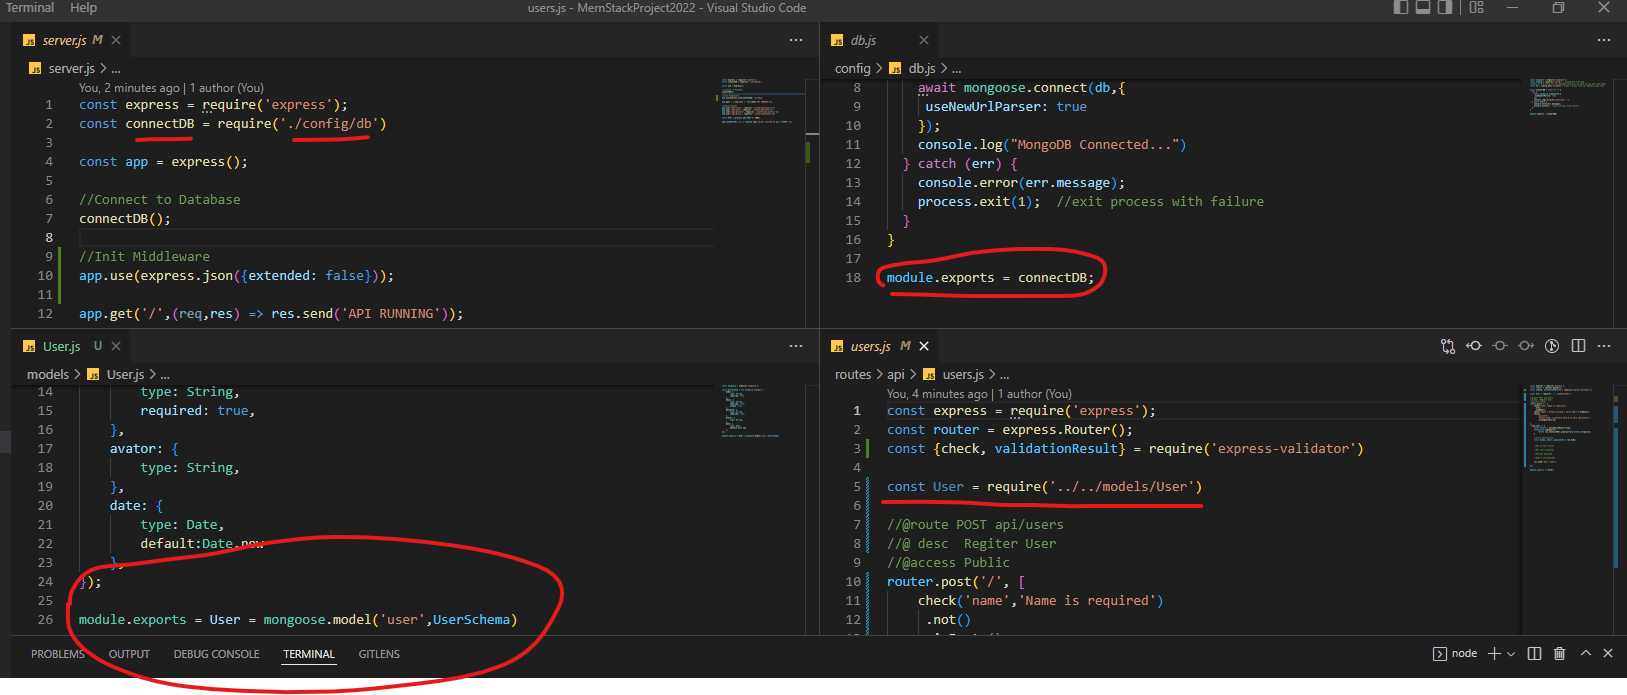 Terminal Help users.js - MernStackProject2022 - Visual Studio Code
server.js M
server.js > ...
You, 2 minutes ago | 1 author (You)
1 const express = require('express');
2 const connectDB = require('./config/db')
3
4 const app = express();
5
6 //Connect to Database
7 connectDB();
8
9 //Init Middleware
10 app.use(express.json({extended: false}));
11
12 app.get('/',(req,res) => res.send('API RUNNING'));
db.js
config > db.js > ...
8 await mongoose.connect(db,{
9 useNewUrlParser: true
10 });
11 console.log("MongoDB Connected...")
12 } catch (err) {
13 console.error(err.message);
14 process.exit(1); //exit process with failure
15 }
16 }
17
18 module.exports = connectDB;
User.js U
models > User.js > ...
14 type: String,
15 required: true,
16 },
17 avator: {
18 type: String,
19 },
20 date: {
21 type: Date,
22 default:Date.now
23 },
24 });
25
26 module.exports = User = mongoose.model('user',UserSchema)
users.js M
routes > api > users.js > ...
You, 4 minutes ago | 1 author (You)
1 const express = require('express');
2 const router = express.Router();
3 const {check, validationResult} = require('express-validator')
4
5 const User = require('../../models/User')
6
7 //@route POST api/users
8 //@ desc Regiter User
9 //@access Public
10 router.post('/', [
11 check('name','Name is required')
12 .not()
PROBLEMS OUTPUT DEBUG CONSOLE TERMINAL GITLENS node